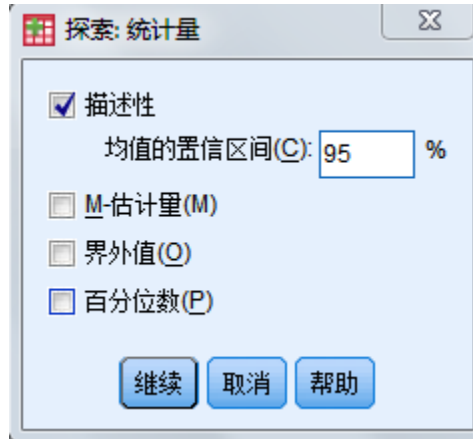 探索: 统计量
描述性
均值的置信区间(C): 95 %
M-估计量(M)
界外值(O)
百分位数(P)
继续 取消 帮助